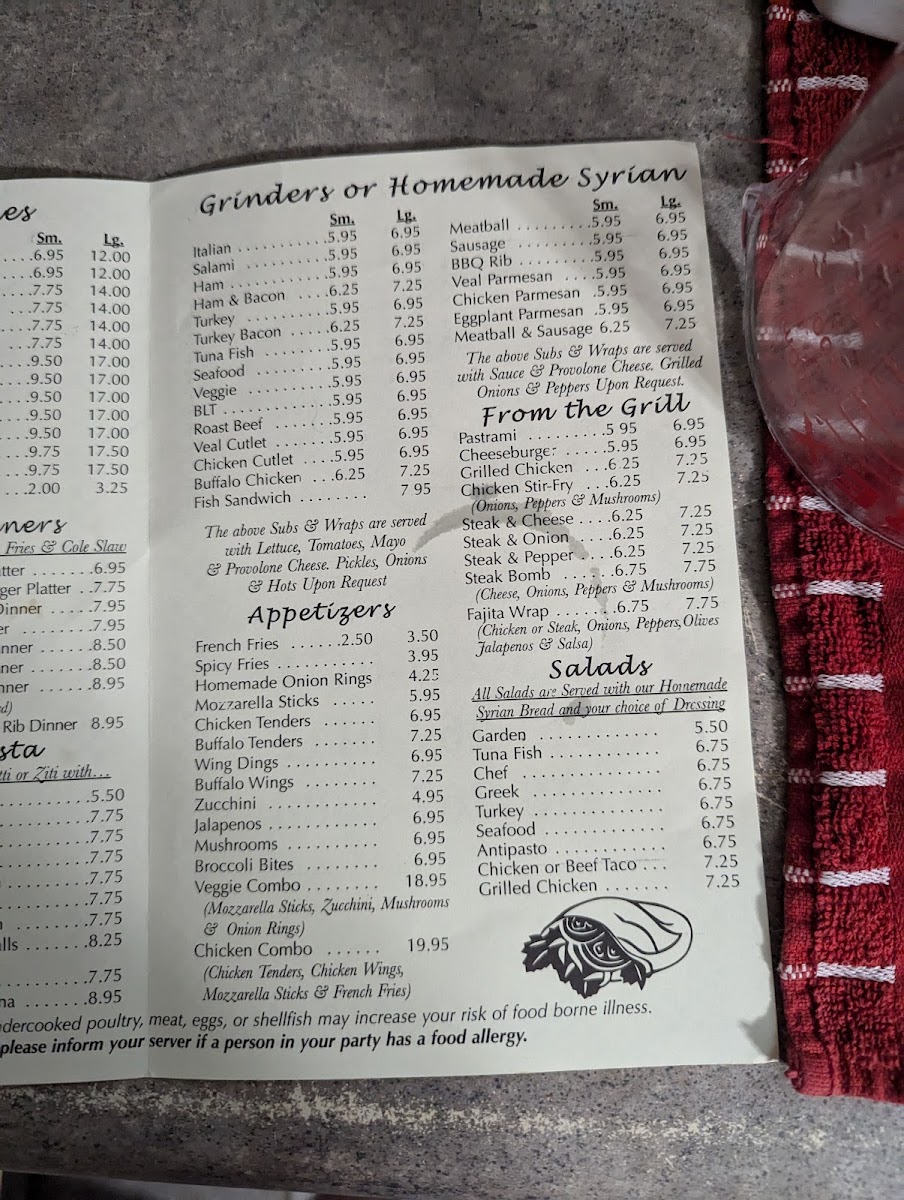 es
Sm. Lg.
....6.95 12.00
....6.95 12.00
....7.75 14.00
...7.75 14.00
...7.75 14.00
...7.75 14.00
....9.50 17.00
...9.50 17.00
...9.50 17.00
...9.50 17.00
...9.50 17.00
...9.75 17.50
...9.75 17.50
...2.00 3.25
ners
Fries & Cole Slaw
tter .......6.95
ger Platter ..7.75
Dinner .....7.95
er ........7.95
nner ......8.50
ner .......8.50
nner ......8.95
d)
Rib Dinner 8.95
sta
tti or Ziti with...
...........5.50
...........7.75
...........7.75
...........7.75
...........7.75
...........7.75
...........7.75
lls .......8.25
...........7.75
na .......8.95
Grinders or Homemade Syrian
Sm. Lg.
Italian ..........5.95 6.95
Salami .........5.95 6.95
Ham ............5.95 6.95
Ham & Bacon ....6.25 7.25
Turkey ..........5.95 6.95
Turkey Bacon .....6.25 7.25
Tuna Fish ........5.95 6.95
Seafood .........5.95 6.95
Veggie ..........5.95 6.95
BLT .............5.95 6.95
Roast Beef .......5.95 6.95
Veal Cutlet .......5.95 6.95
Chicken Cutlet ....5.95 6.95
Buffalo Chicken ...6.25 7.25
Fish Sandwich ........ 7 95
The above Subs & Wraps are served
with Lettuce, Tomatoes, Mayo
& Provolone Cheese. Pickles, Onions
& Hots Upon Request
Appetizers
French Fries .......2.50 3.50
Spicy Fries ........... 3.95
Homemade Onion Rings 4.25
Mozzarella Sticks ..... 5.95
Chicken Tenders ...... 6.95
Buffalo Tenders ....... 7.25
Wing Dings .......... 6.95
Buffalo Wings ........ 7.25
Zucchini ............ 4.95
Jalapenos ............ 6.95
Mushrooms .......... 6.95
Broccoli Bites ........ 6.95
Veggie Combo ........ 18.95
(Mozzarella Sticks, Zucchini, Mushrooms
& Onion Rings)
Chicken Combo ...... 19.95
(Chicken Tenders, Chicken Wings,
Mozzarella Sticks & French Fries)
Sm. Lg.
Meatball .........5.95 6.95
Sausage .........5.95 6.95
BBQ Rib .........5.95 6.95
Veal Parmesan ....5.95 6.95
Chicken Parmesan .5.95 6.95
Eggplant Parmesan .5.95 6.95
Meatball & Sausage 6.25 7.25
The above Subs & Wraps are served
with Sauce & Provolone Cheese. Grilled
Onions & Peppers Upon Request.
From the Grill
Pastrami .........5 95 6.95
Cheeseburger .....5.95 6.95
Grilled Chicken ...6.25 7.25
Chicken Stir-Fry ...6.25 7.25
(Onions, Peppers & Mushrooms)
Steak & Cheese ....6.25 7.25
Steak & Onion ....6.25 7.25
Steak & Pepper ....6.25 7.25
Steak Bomb ......6.75 7.75
(Cheese, Onions, Peppers & Mushrooms)
Fajita Wrap .......6.75 7.75
(Chicken or Steak, Onions, Peppers, Olives
Jalapenos & Salsa)
Salads
All Salads are Served with our Homemade
Syrian Bread and your choice of Dressing
Garden ............. 5.50
Tuna Fish ............ 6.75
Chef ............... 6.75
Greek .............. 6.75
Turkey .............. 6.75
Seafood ............. 6.75
Antipasto ............ 6.75
Chicken or Beef Taco ... 7.25
Grilled Chicken ....... 7.25
ndercooked poultry, meat, eggs, or shellfish may increase your risk of food borne illness.
please inform your server if a person in your party has a food allergy.